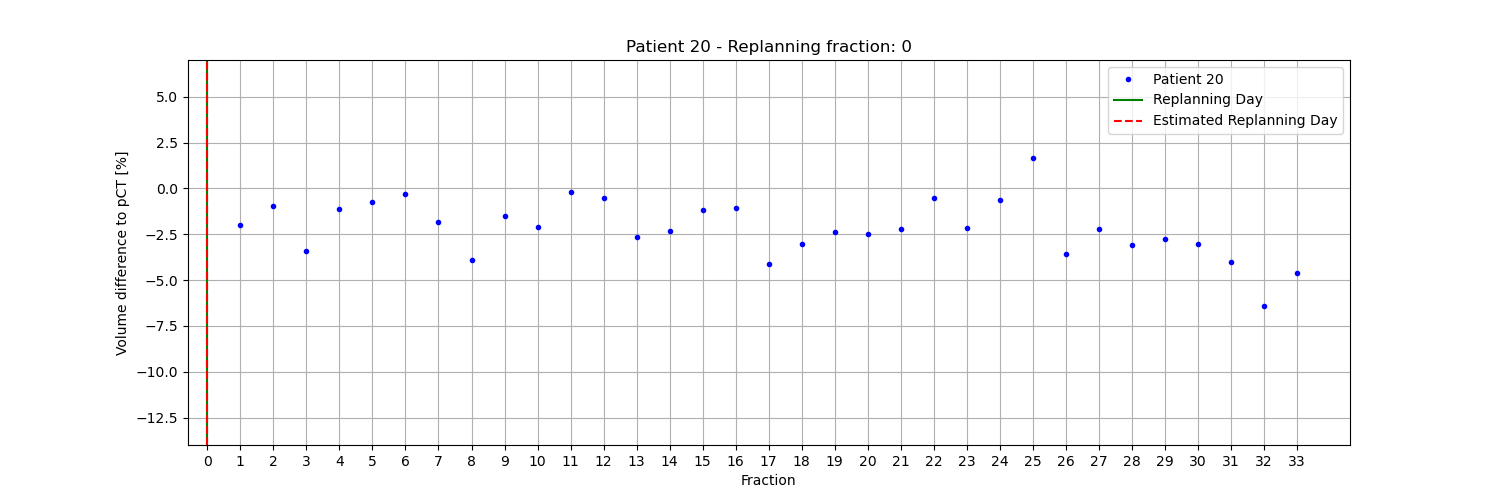 Patient 20 - Replanning fraction: 0
Patient 20
Replanning Day
Estimated Replanning Day
Volume difference to pCT [%]
5.0
2.5
0.0
−2.5
−5.0
−7.5
−10.0
−12.5
0 1 2 3 4 5 6 7 8 9 10 11 12 13 14 15 16 17 18 19 20 21 22 23 24 25 26 27 28 29 30 31 32 33
Fraction